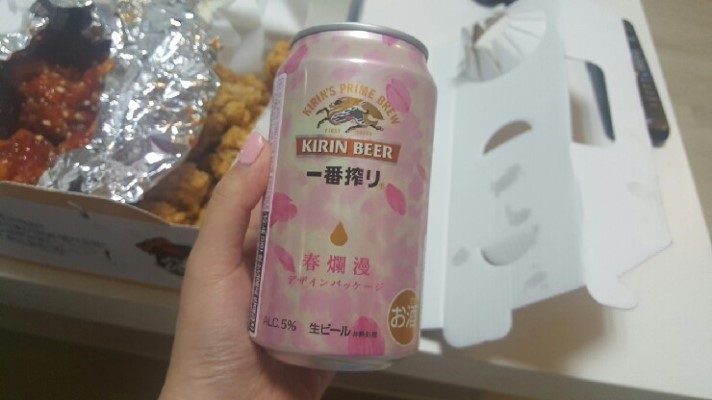 KIRIN'S PRIME BREW
FIRST
KIRIN BEER
一番搾り
春爛漫
デザインパッケージ
ALC.5% 生ビール
お酒